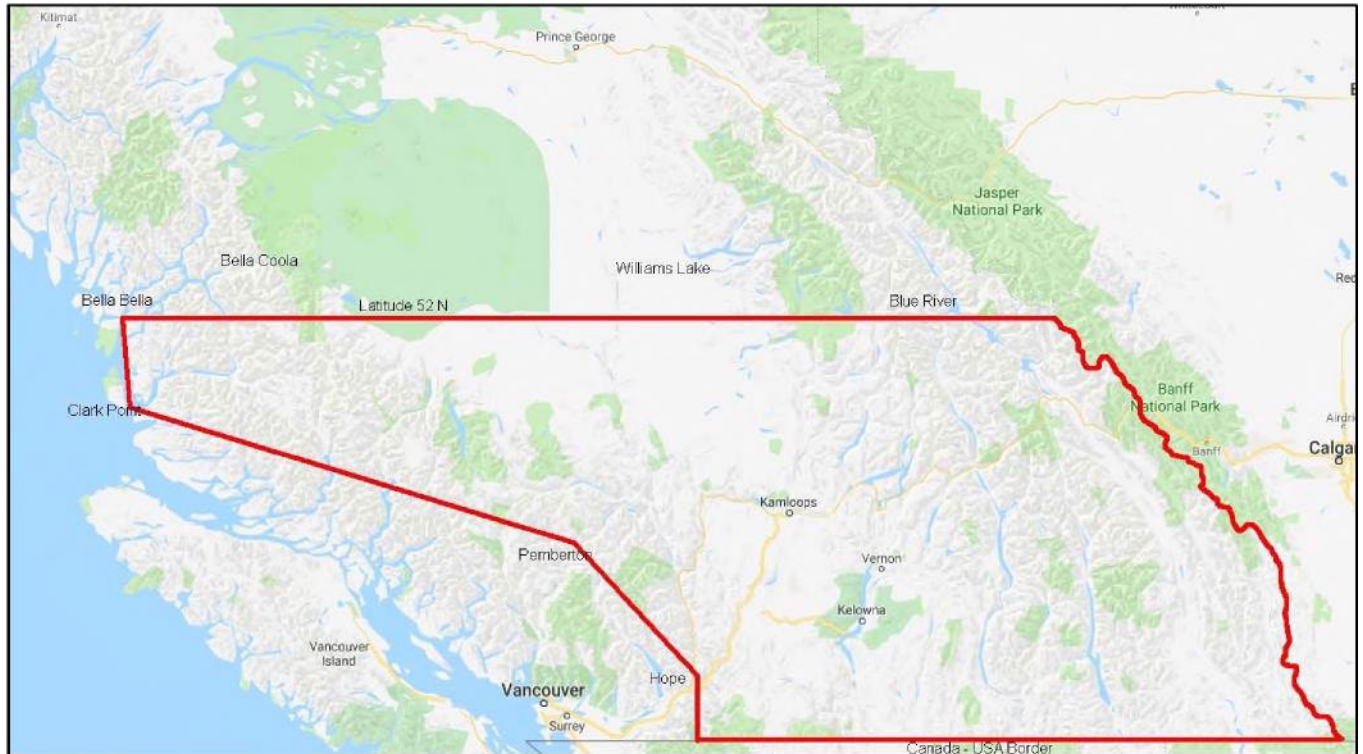 Kitimat
Prince George
Jasper
National Park
Bella Coola
Williams Lake
Bella Bella
Latitude 52 N
Blue River
Clark Point
Banff
National Park
Banff
Airdri
Calgar
Kamloops
Pemberton
Vernon
Kelowna
Vancouver
Island
Hope
Vancouver
Surrey
Canada - USA Border